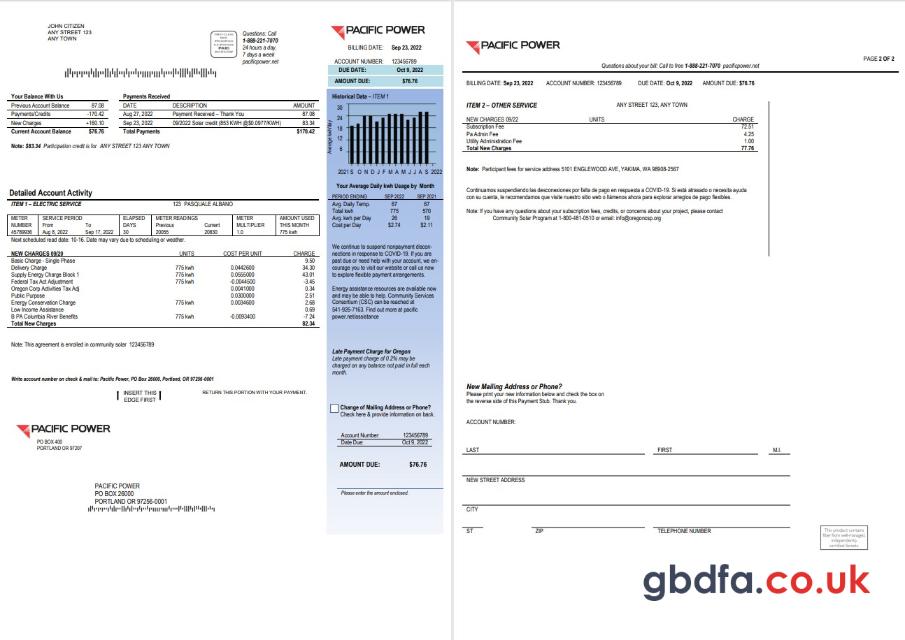 JOHN CITIZEN
ANY STREET 123
ANY TOWN
Questions: Call
1-888-221-7070
24 hours a day,
7 days a week
pacificpower.net
Your Balance With Us
Previous Account Balance 87.08
Payments/Credits -170.42
New Charges +160.10
Current Account Balance $76.76
Payments Received
DATE DESCRIPTION AMOUNT
Aug 27, 2022 Payment Received – Thank You 87.08
Sep 23, 2022 09/2022 Solar credit (853 KWH @$0.0977/KWH) 83.34
Total Payments $170.42
Note: $83.34 Participation credit is for ANY STREET 123 ANY TOWN
Detailed Account Activity
ITEM 1 – ELECTRIC SERVICE 123 PASQUALE ALBANO
METER SERVICE PERIOD ELAPSED METER READINGS METER AMOUNT USED
NUMBER From To DAYS Previous Current MULTIPLIER THIS MONTH
45789936 Aug 8, 2022 Sep 17, 2022 30 20055 20830 1.0 775 kwh
Next scheduled read date: 10-16. Date may vary due to scheduling or weather.
NEW CHARGES 09/20 UNITS COST PER UNIT CHARGE
Basic Charge - Single Phase 9.50
Delivery Charge 775 kwh 0.0442600 34.30
Supply Energy Charge Block 1 775 kwh 0.0555000 43.01
Federal Tax Act Adjustment 775 kwh -0.0044500 -3.45
Oregon Corp Activities Tax Adj 0.0041000 0.34
Public Purpose 0.0300000 2.51
Energy Conservation Charge 775 kwh 0.0034600 2.68
Low Income Assistance 0.69
B PA Columbia River Benefits 775 kwh -0.0093400 -7.24
Total New Charges 82.34
Note: This agreement is enrolled in community solar 123456789
Write account number on check & mail to: Pacific Power, PO Box 26000, Portland, OR 97256-0001
INSERT THIS
EDGE FIRST
RETURN THIS PORTION WITH YOUR PAYMENT.
PACIFIC POWER
PO BOX 400
PORTLAND OR 97207
PACIFIC POWER
PO BOX 26000
PORTLAND OR 97256-0001
PACIFIC POWER
BILLING DATE: Sep 23, 2022
ACCOUNT NUMBER: 123456789
DUE DATE: Oct 9, 2022
AMOUNT DUE: $76.76
Historical Data – ITEM 1
Average kwh/day
30
24
18
12
6
2021 S O N D J F M A M J J A S 2022
Your Average Daily kwh Usage by Month
PERIOD ENDING SEP 2022 SEP 2021
Avg. Daily Temp. 67 67
Total kwh 775 570
Avg. kwh per Day 26 19
Cost per Day $2.74 $2.11
We continue to suspend nonpayment discon-
nections in response to COVID-19. If you are
past due or need help with your account, we en-
courage you to visit our website or call us now
to explore flexible payment arrangements.
Energy assistance resources are available now
and may be able to help. Community Services
Consortium (CSC) can be reached at
541-926-7163. Find out more at pacific
power.net/assistance
Late Payment Charge for Oregon
Late payment charge of 0.2% may be
charged on any balance not paid in full each
month.
Change of Mailing Address or Phone?
Check here & provide information on back.
Account Number: 123456789
Date Due: Oct 9, 2022
AMOUNT DUE: $76.76
Please enter the amount enclosed.
PACIFIC POWER
PAGE 2 OF 2
Questions about your bill: Call to free 1-888-221-7070 pacificpower.net
BILLING DATE: Sep 23, 2022 ACCOUNT NUMBER: 123456789 DUE DATE: Oct 9, 2022 AMOUNT DUE: $76.76
ITEM 2 – OTHER SERVICE ANY STREET 123, ANY TOWN
NEW CHARGES 09/22 UNITS CHARGE
Subscription Fee 72.51
Pa Admin Fee 4.25
Utility Administration Fee 1.00
Total New Charges 77.76
Note: Participant fees for service address 5101 ENGLEWOOD AVE, YAKIMA, WA 98908-2567
Continuamos suspendiendo las desconexiones por falta de pago en respuesta a COVID-19. Si está atrasado o necesita ayuda
con su cuenta, le recomendamos que visite nuestro sitio web o llámenos ahora para explorar arreglos de pago flexibles.
Note: If you have any questions about your subscription fees, credits, or concerns about your project, please contact
Community Solar Program at 1-800-481-0510 or email: info@oregoncsp.org
New Mailing Address or Phone?
Please print your new information below and check the box on
the reverse side of this Payment Stub. Thank you.
ACCOUNT NUMBER:
LAST FIRST M.I.
NEW STREET ADDRESS
CITY
ST ZIP TELEPHONE NUMBER
This product contains
fiber from well-managed,
independently
certified forests
gbdfa.co.uk